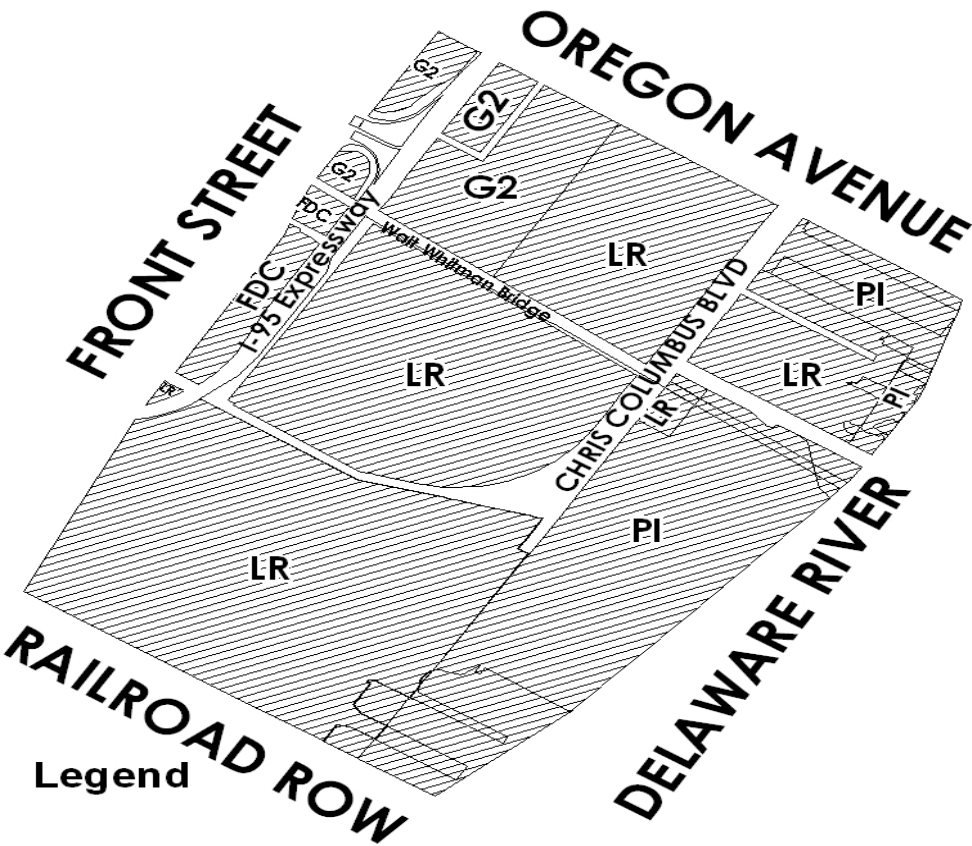 OREGON AVENUE
G2
G2
G2
G2
FRONT STREET
FDC
FDC
I-95 Expressway
Walt Whitman Bridge
LR
CHRIS COLUMBUS BLVD
PI
LR
LR
PI
LR
LR
PI
LR
DELAWARE RIVER
RAILROAD ROW
Legend